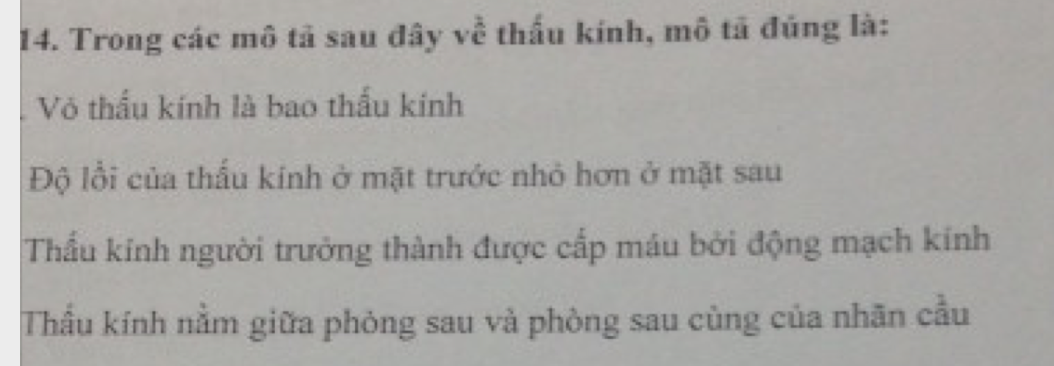 14. Trong các mô tả sau đây về thấu kính, mô tả đúng là:
. Vỏ thấu kính là bao thấu kính
Độ lồi của thấu kính ở mặt trước nhỏ hơn ở mặt sau
Thấu kính người trưởng thành được cấp máu bởi động mạch kính
Thấu kính nằm giữa phòng sau và phòng sau cùng của nhãn cầu